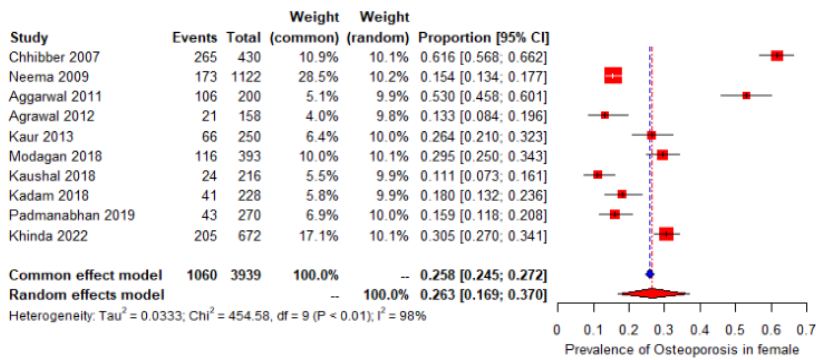 Weight Weight
Study Events Total (common) (random) Proportion [95% CI]
Chhibber 2007 265 430 10.9% 10.1% 0.616 [0.568; 0.662]
Neema 2009 173 1122 28.5% 10.2% 0.154 [0.134; 0.177]
Aggarwal 2011 106 200 5.1% 9.9% 0.530 [0.458; 0.601]
Agrawal 2012 21 158 4.0% 9.8% 0.133 [0.084; 0.196]
Kaur 2013 66 250 6.4% 10.0% 0.264 [0.210; 0.323]
Modagan 2018 116 393 10.0% 10.1% 0.295 [0.250; 0.343]
Kaushal 2018 24 216 5.5% 9.9% 0.111 [0.073; 0.161]
Kadam 2018 41 228 5.8% 9.9% 0.180 [0.132; 0.236]
Padmanabhan 2019 43 270 6.9% 10.0% 0.159 [0.118; 0.208]
Khinda 2022 205 672 17.1% 10.1% 0.305 [0.270; 0.341]
Common effect model 1060 3939 100.0% -- 0.258 [0.245; 0.272]
Random effects model -- 100.0% 0.263 [0.169; 0.370]
Heterogeneity: Tau² = 0.0333; Chi² = 454.58, df = 9 (P < 0.01); I² = 98%
0 0.1 0.2 0.3 0.4 0.5 0.6 0.7
Prevalence of Osteoporosis in female